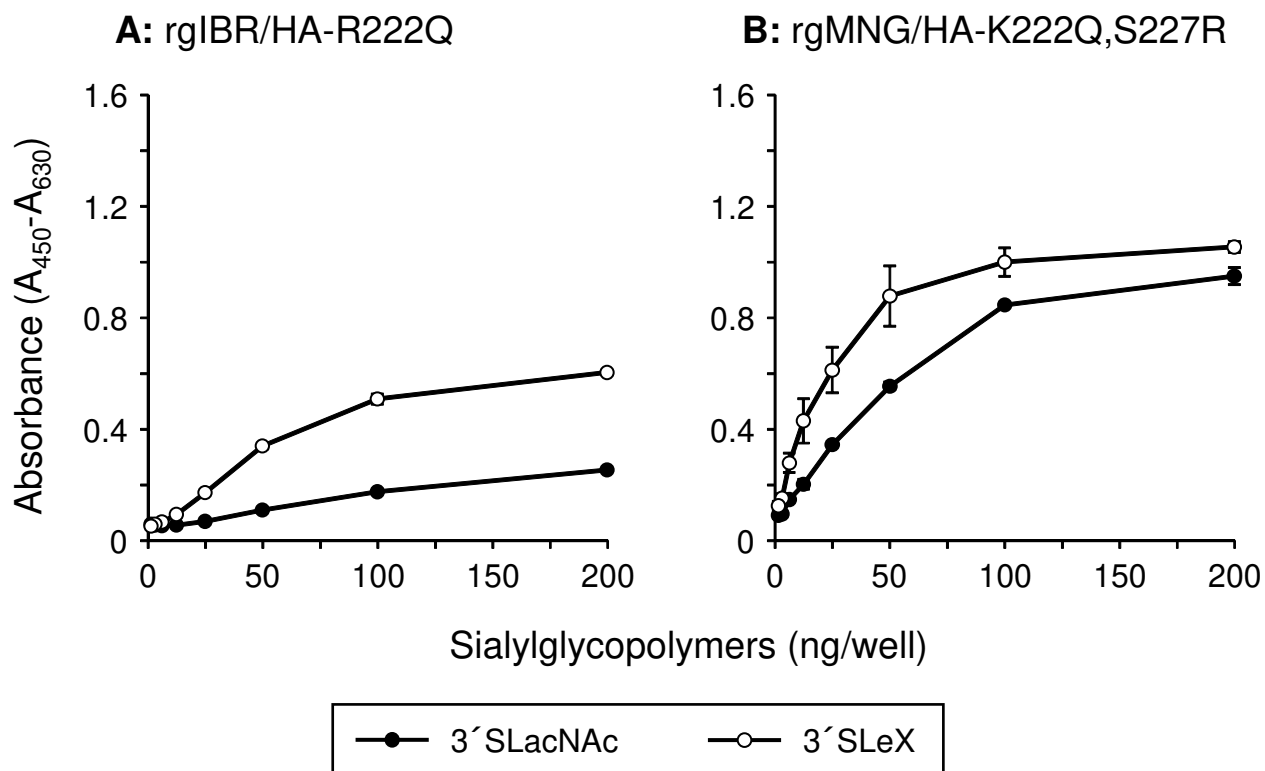 A: rgIBR/HA-R222Q
B: rgMNG/HA-K222Q,S227R
Absorbance (A450-A630)
1.6
1.2
0.8
0.4
0
0 50 100 150 200
1.6
1.2
0.8
0.4
0
0 50 100 150 200
Sialylglycopolymers (ng/well)
3´SLacNAc 3´SLeX